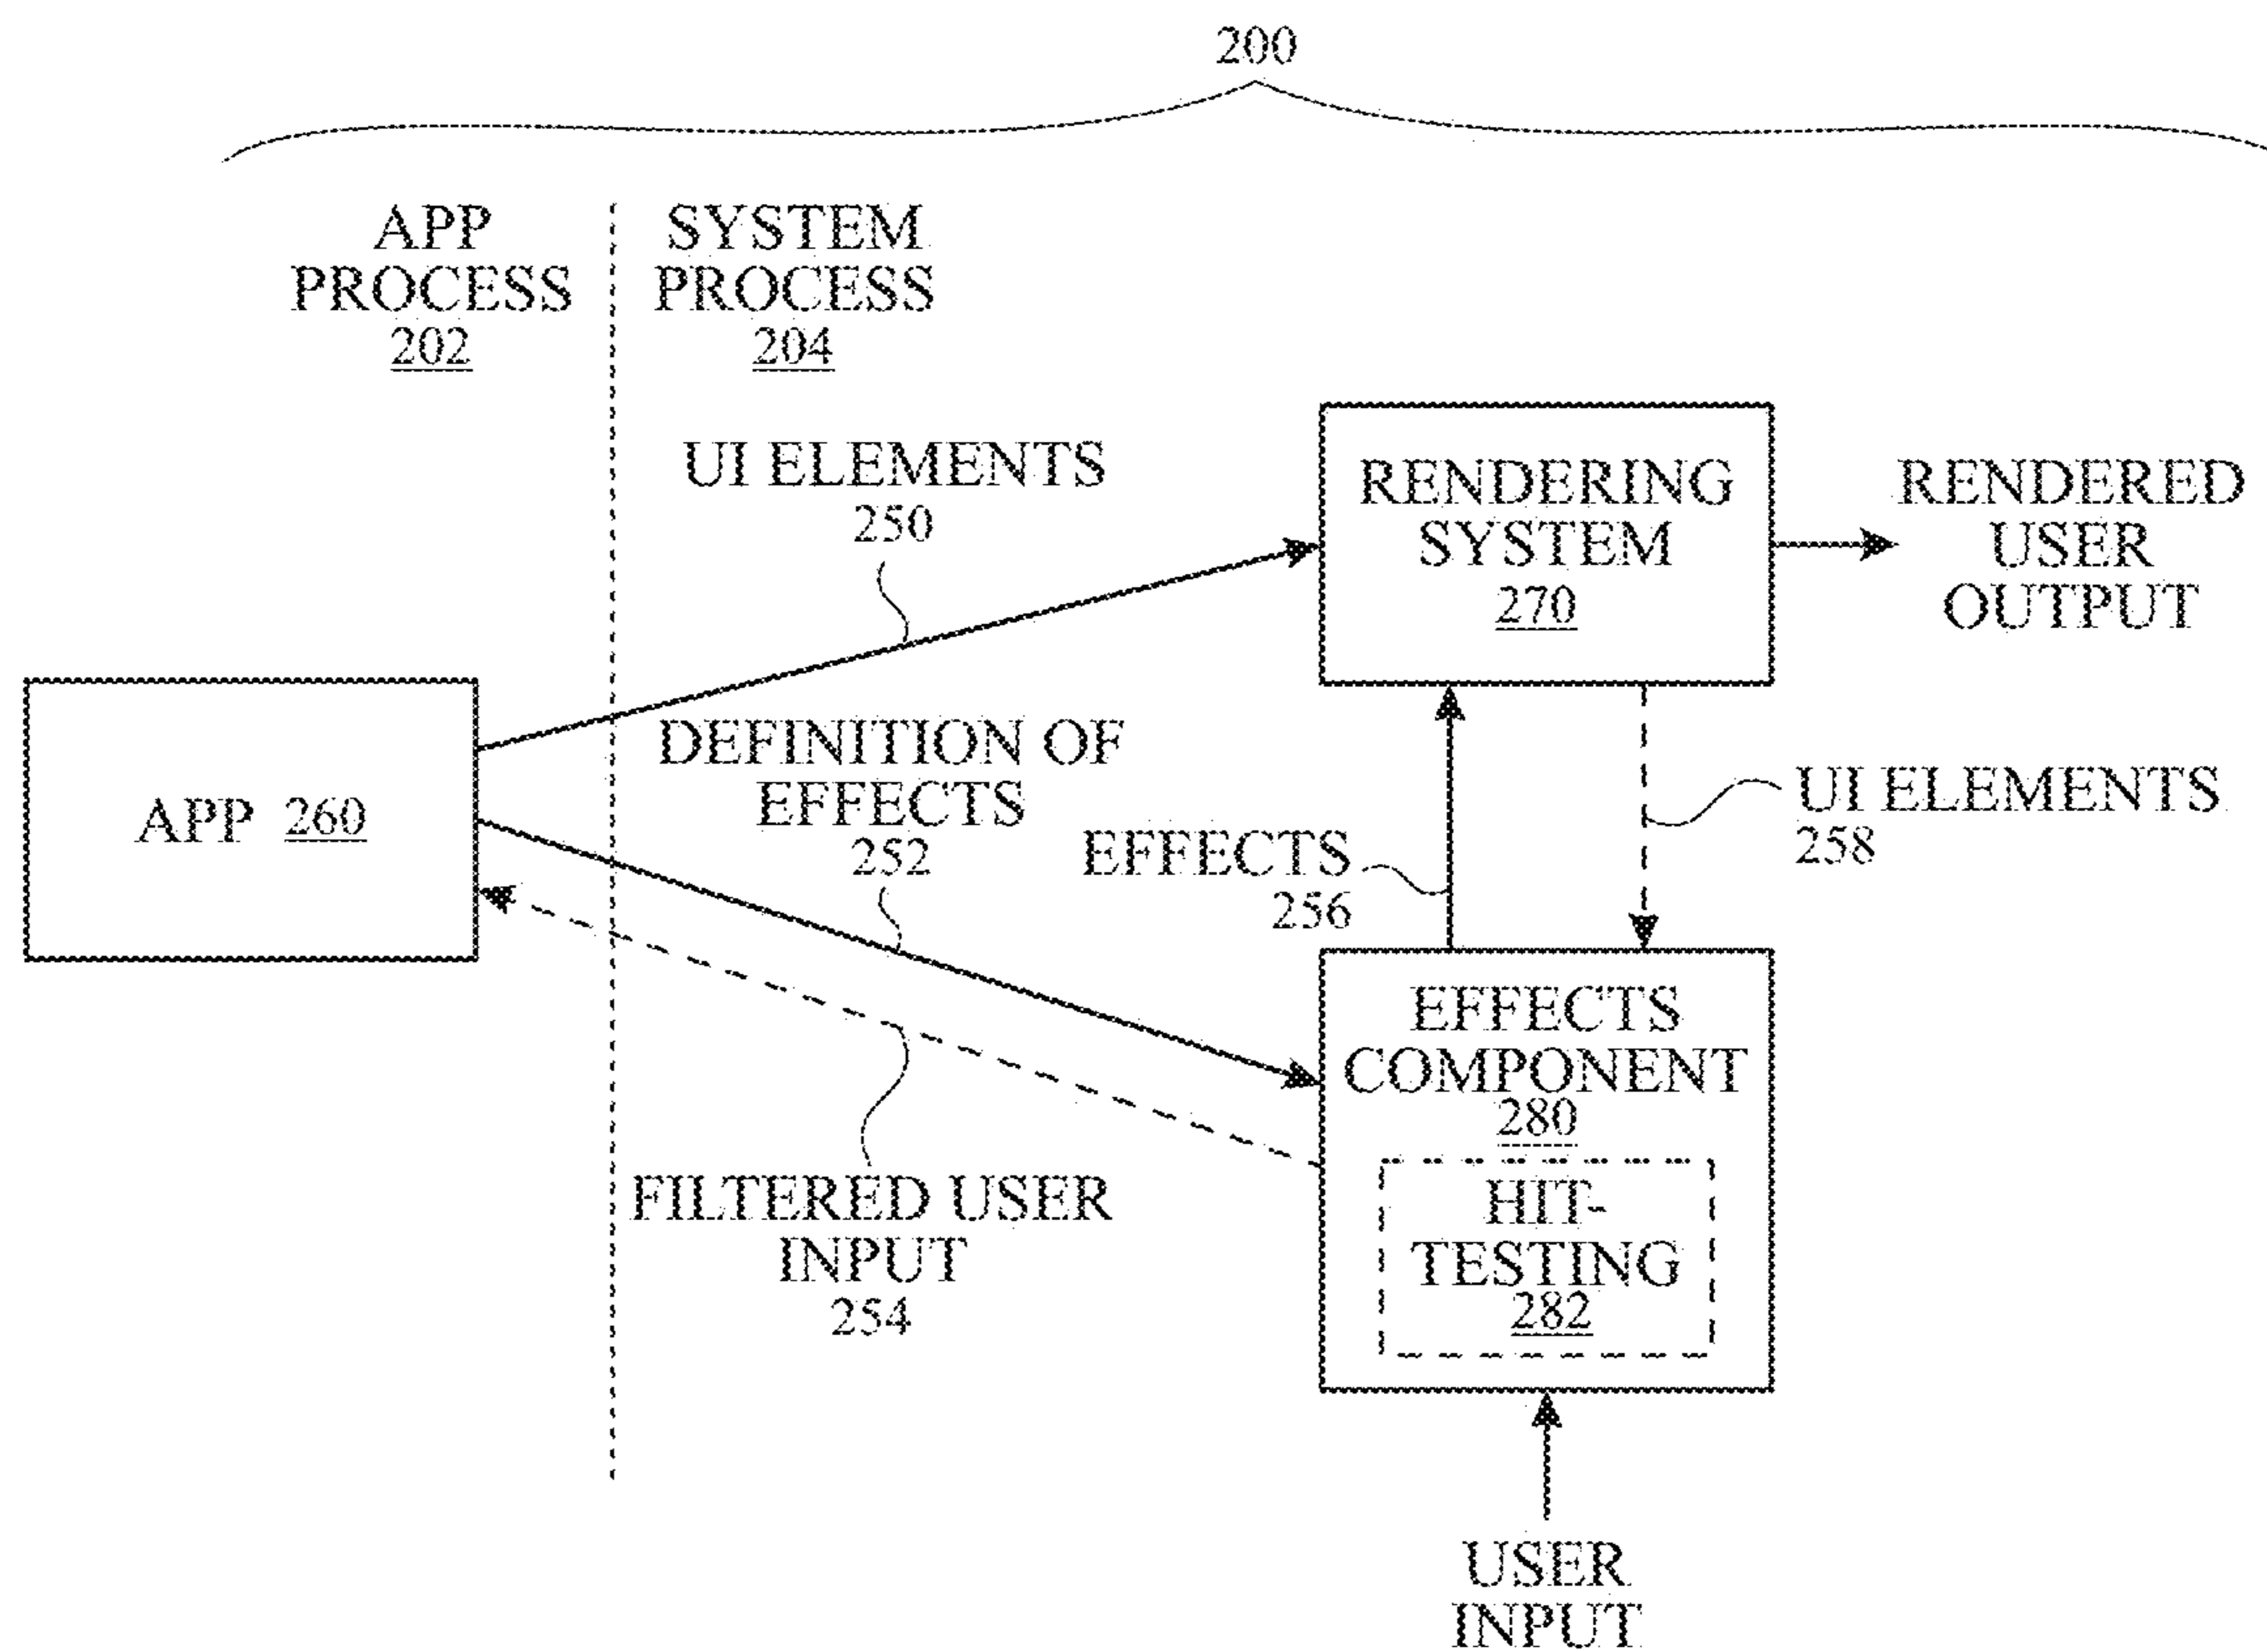 200
APP
PROCESS
202
SYSTEM
PROCESS
204
UI ELEMENTS
250
RENDERING
SYSTEM
270
RENDERED
USER
OUTPUT
APP 260
DEFINITION OF
EFFECTS
252
EFFECTS
256
UI ELEMENTS
258
EFFECTS
COMPONENT
280
HIT-
TESTING
282
FILTERED USER
INPUT
254
USER
INPUT